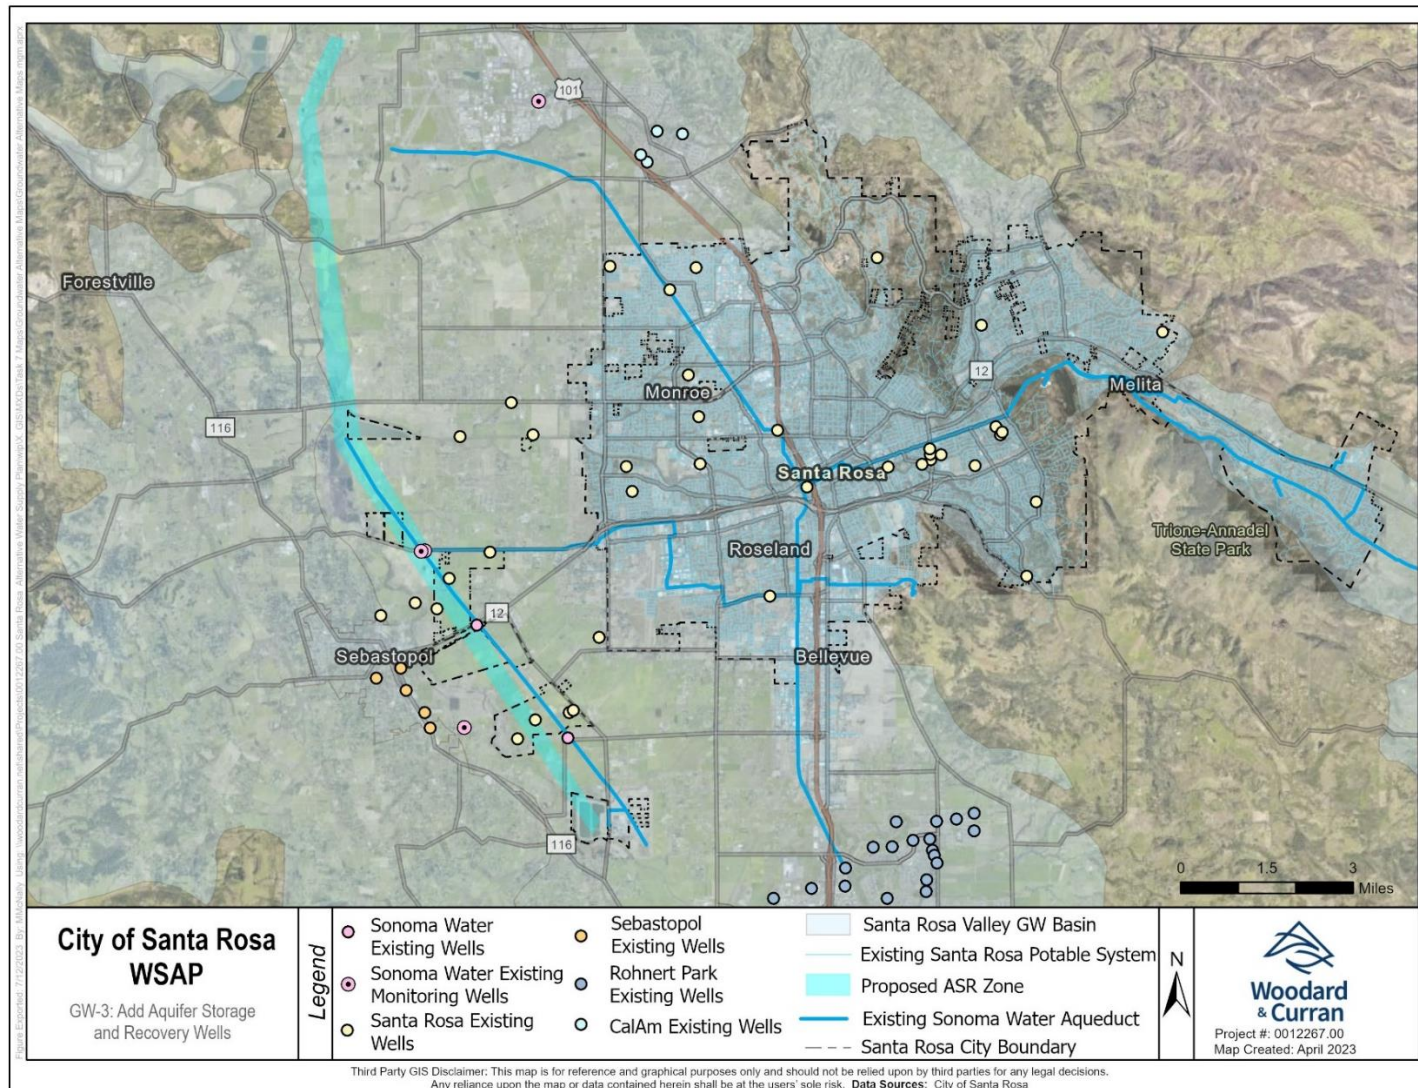 101
Forestville
116
Monroe
12
Melita
Santa Rosa
Roseland
Trione-Annadel
State Park
12
Sebastopol
Bellevue
116
0 1.5 3
Miles
City of Santa Rosa
WSAP
GW-3: Add Aquifer Storage
and Recovery Wells
Legend
Sonoma Water
Existing Wells
Sonoma Water Existing
Monitoring Wells
Santa Rosa Existing
Wells
Sebastopol
Existing Wells
Rohnert Park
Existing Wells
CalAm Existing Wells
Santa Rosa Valley GW Basin
Existing Santa Rosa Potable System
Proposed ASR Zone
Existing Sonoma Water Aqueduct
Santa Rosa City Boundary
N
Woodard
& Curran
Project #: 0012267.00
Map Created: April 2023
Third Party GIS Disclaimer: This map is for reference and graphical purposes only and should not be relied upon by third parties for any legal decisions.
Any reliance upon the map or data contained herein shall be at the users' sole risk. Data Sources: City of Santa Rosa